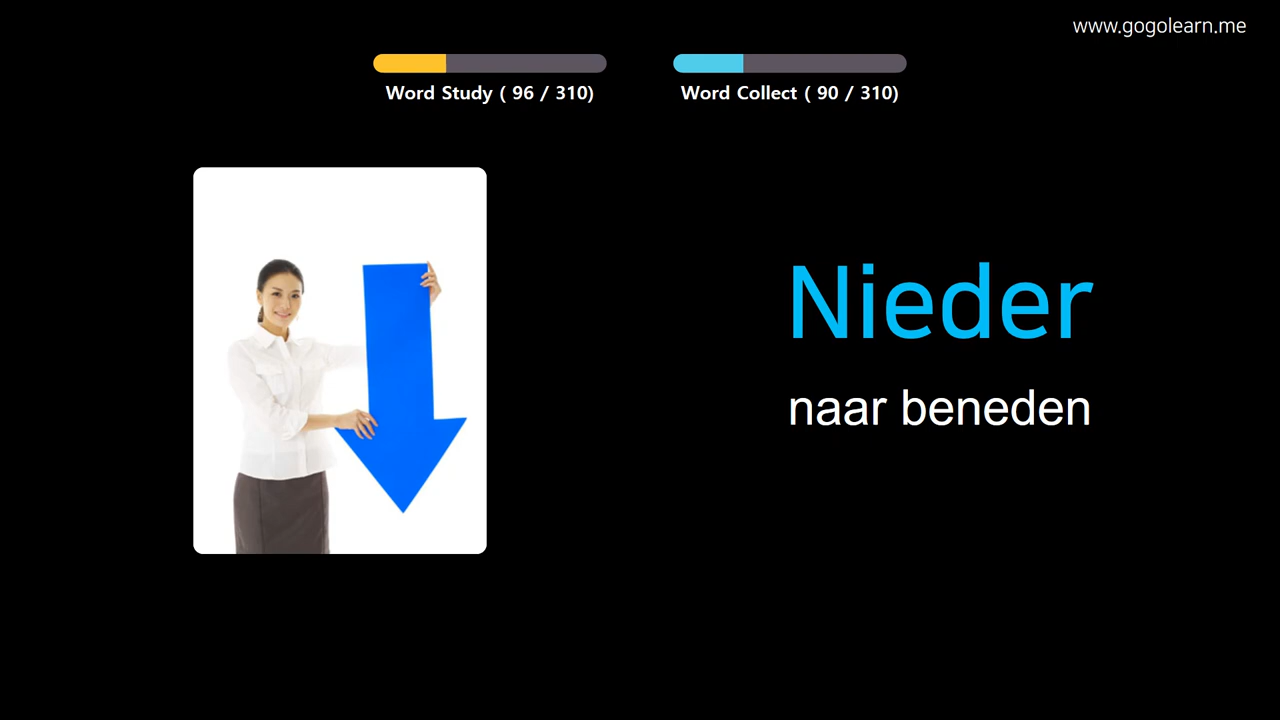 www.gogolearn.me
Word Study ( 96 / 310)
Word Collect ( 90 / 310)
Nieder
naar beneden